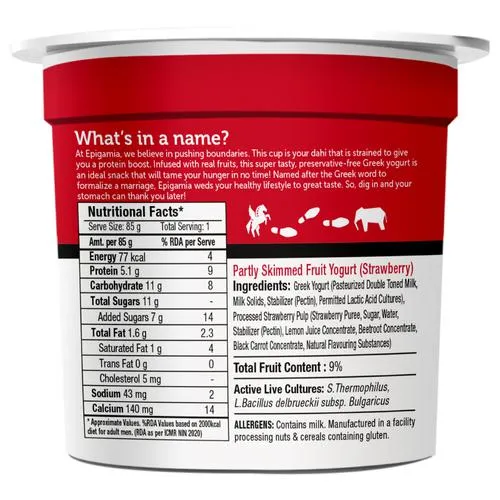 What's in a name?
At Epigamia, we believe in pushing boundaries. This cup is your dahi that is strained to give
you a protein boost. Infused with real fruits, this super tasty, preservative-free Greek yogurt is
an ideal snack that will tame your hunger in no time! Named after the Greek word to
formalize a marriage, Epigamia weds your healthy lifestyle to great taste. So, dig in and your
stomach can thank you later!
Nutritional Facts*
Serve Size: 85 g Total Serving: 1
Amt. per 85 g % RDA per Serve
Energy 77 kcal 4
Protein 5.1 g 9
Carbohydrate 11 g 8
Total Sugars 11 g -
Added Sugars 7 g 14
Total Fat 1.6 g 2.3
Saturated Fat 1 g 4
Trans Fat 0 g 0
Cholesterol 5 mg -
Sodium 43 mg 2
Calcium 140 mg 14
* Approximate Values. %RDA Values based on 2000kcal
diet for adult men. (RDA as per ICMR NIN 2020)
Partly Skimmed Fruit Yogurt (Strawberry)
Ingredients: Greek Yogurt (Pasteurized Double Toned Milk,
Milk Solids, Stabilizer (Pectin), Permitted Lactic Acid Cultures),
Processed Strawberry Pulp (Strawberry Puree, Sugar, Water,
Stabilizer (Pectin), Lemon Juice Concentrate, Beetroot Concentrate,
Black Carrot Concentrate, Natural Flavouring Substances)
Total Fruit Content : 9%
Active Live Cultures: S.Thermophilus,
L.Bacillus delbrueckii subsp. Bulgaricus
ALLERGENS: Contains milk. Manufactured in a facility
processing nuts & cereals containing gluten.